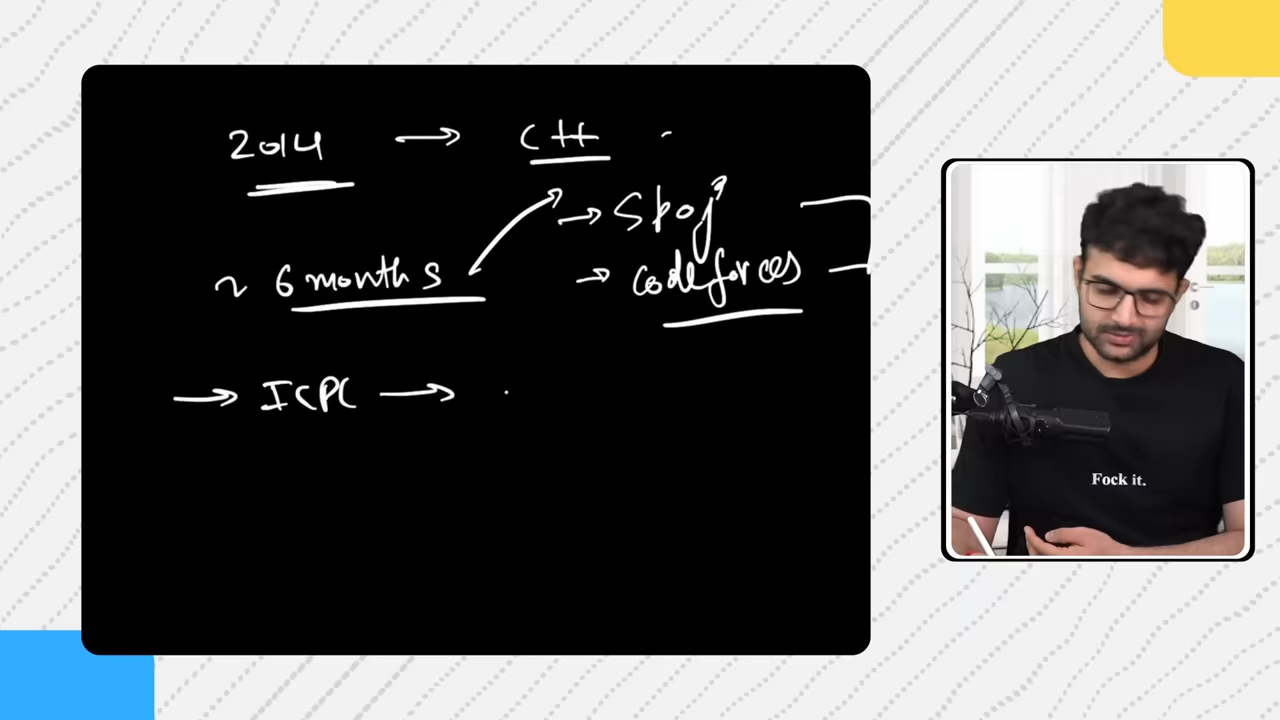 2014 → C++
→ Spoj
~ 6 months
→ codeforces
→ ICPC →
Fock it.